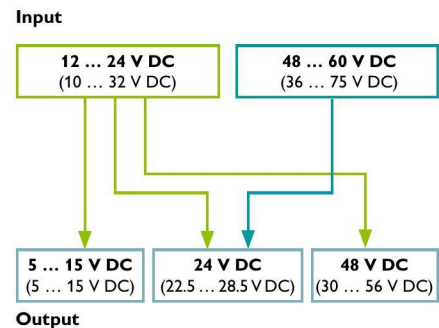 Input
12 ... 24 V DC
(10 ... 32 V DC)
48 ... 60 V DC
(36 ... 75 V DC)
5 ... 15 V DC
(5 ... 15 V DC)
24 V DC
(22.5 ... 28.5 V DC)
48 V DC
(30 ... 56 V DC)
Output